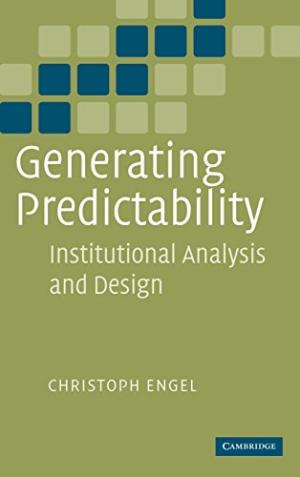 Generating
Predictability
Institutional Analysis
and Design
CHRISTOPH ENGEL
CAMBRIDGE